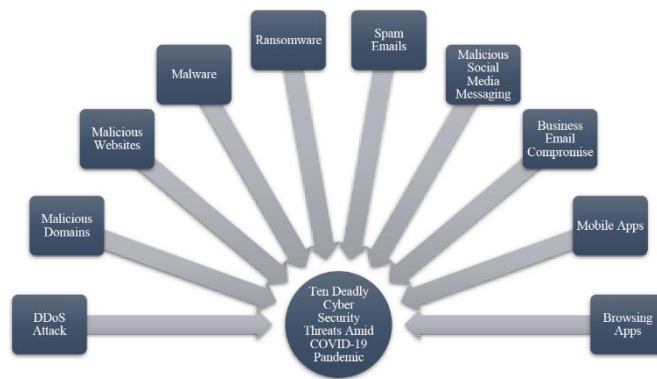 DDoS
Attack
Malicious
Domains
Malicious
Websites
Malware
Ransomware
Spam
Emails
Malicious
Social
Media
Messaging
Business
Email
Compromise
Mobile Apps
Browsing
Apps
Ten Deadly
Cyber
Security
Threats Amid
COVID-19
Pandemic